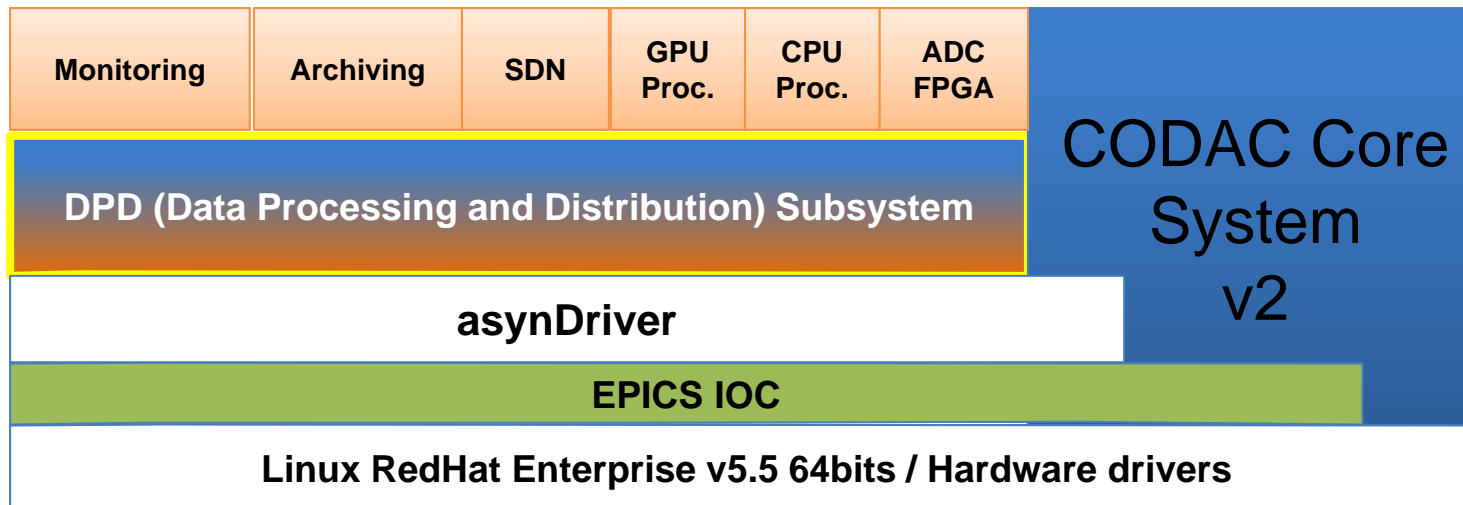 Monitoring
Archiving
SDN
GPU
Proc.
CPU
Proc.
ADC
FPGA
CODAC Core
System
v2
DPD (Data Processing and Distribution) Subsystem
asynDriver
EPICS IOC
Linux RedHat Enterprise v5.5 64bits / Hardware drivers